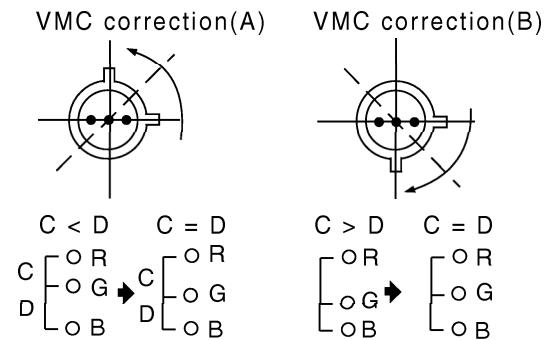 VMC correction(A) VMC correction(B)
C < D C = D C > D C = D
R R R R
C C
G G G G
D D
B B B B